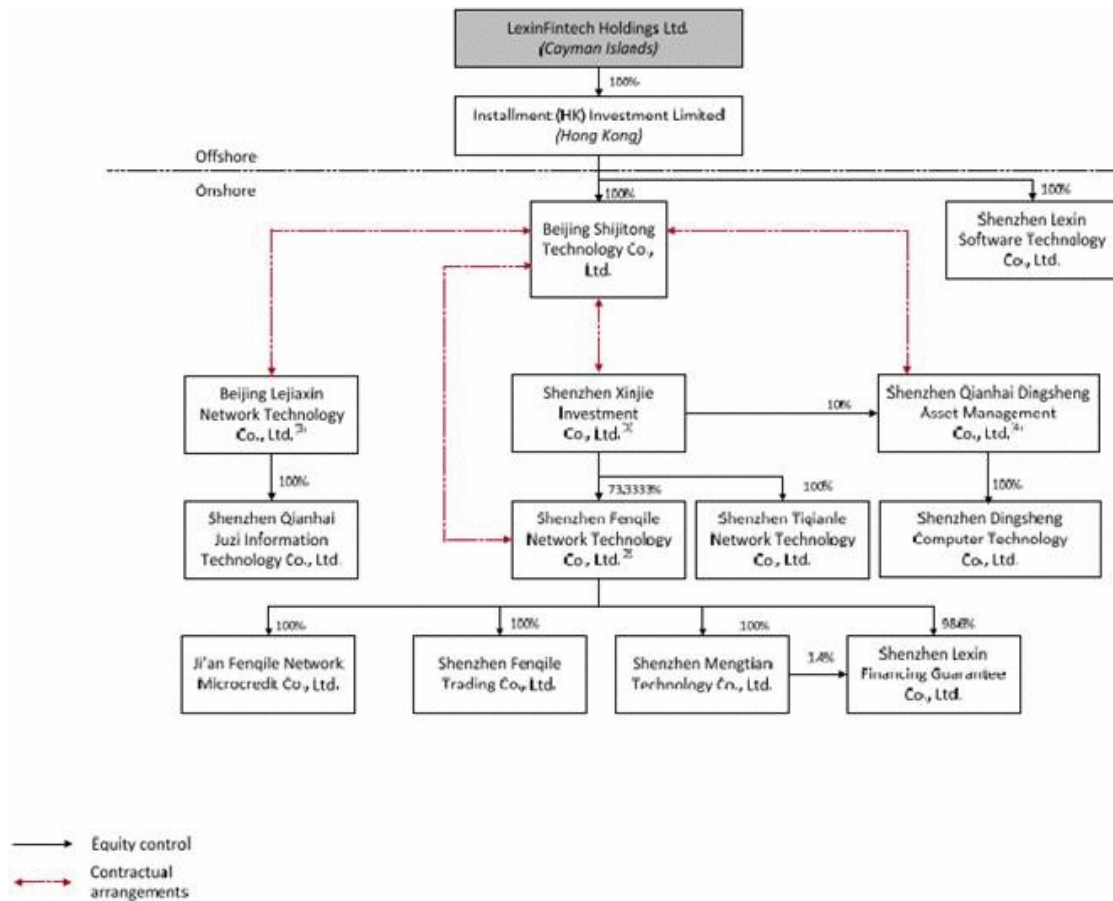 LexinFintech Holdings Ltd.
(Cayman Islands)
100%
Installment (HK) Investment Limited
(Hong Kong)
Offshore
Onshore
100%
100%
Beijing Shijitong
Technology Co.,
Ltd.
Shenzhen Lexin
Software Technology
Co., Ltd.
Beijing Lejiaxin
Network Technology
Co., Ltd.
Shenzhen Xinjie
Investment
Co., Ltd.
10%
Shenzhen Qianhai Dingsheng
Asset Management
Co., Ltd.
100%
73.3333%
100%
100%
Shenzhen Qianhai
Juzi Information
Technology Co., Ltd.
Shenzhen Fenqile
Network Technology
Co., Ltd.
Shenzhen Tiqianle
Network Technology
Co., Ltd.
Shenzhen Dingsheng
Computer Technology
Co., Ltd.
100%
100%
100%
98.6%
Ji'an Fenqile Network
Microcredit Co., Ltd.
Shenzhen Fenqile
Trading Co., Ltd.
Shenzhen Mengtian
Technology Co., Ltd.
1.4%
Shenzhen Lexin
Financing Guarantee
Co., Ltd.
Equity control
Contractual
arrangements